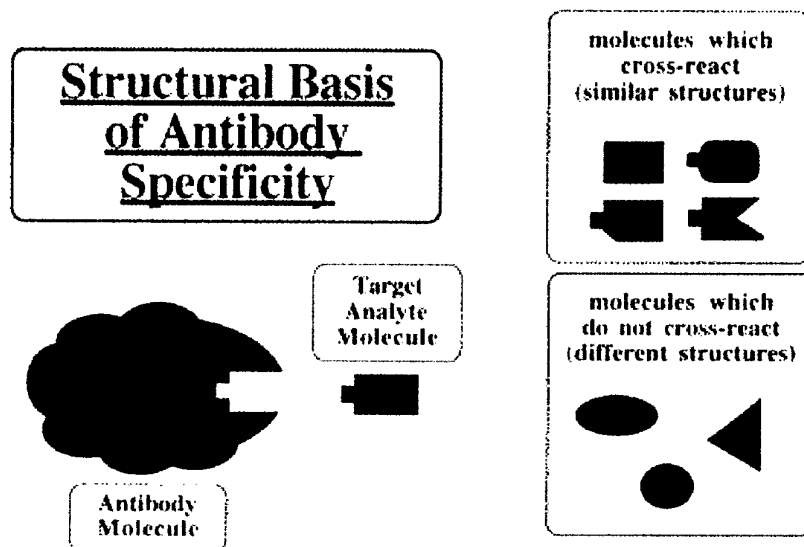 Structural Basis
of Antibody
Specificity
molecules which
cross-react
(similar structures)
Target
Analyte
Molecule
molecules which
do not cross-react
(different structures)
Antibody
Molecule